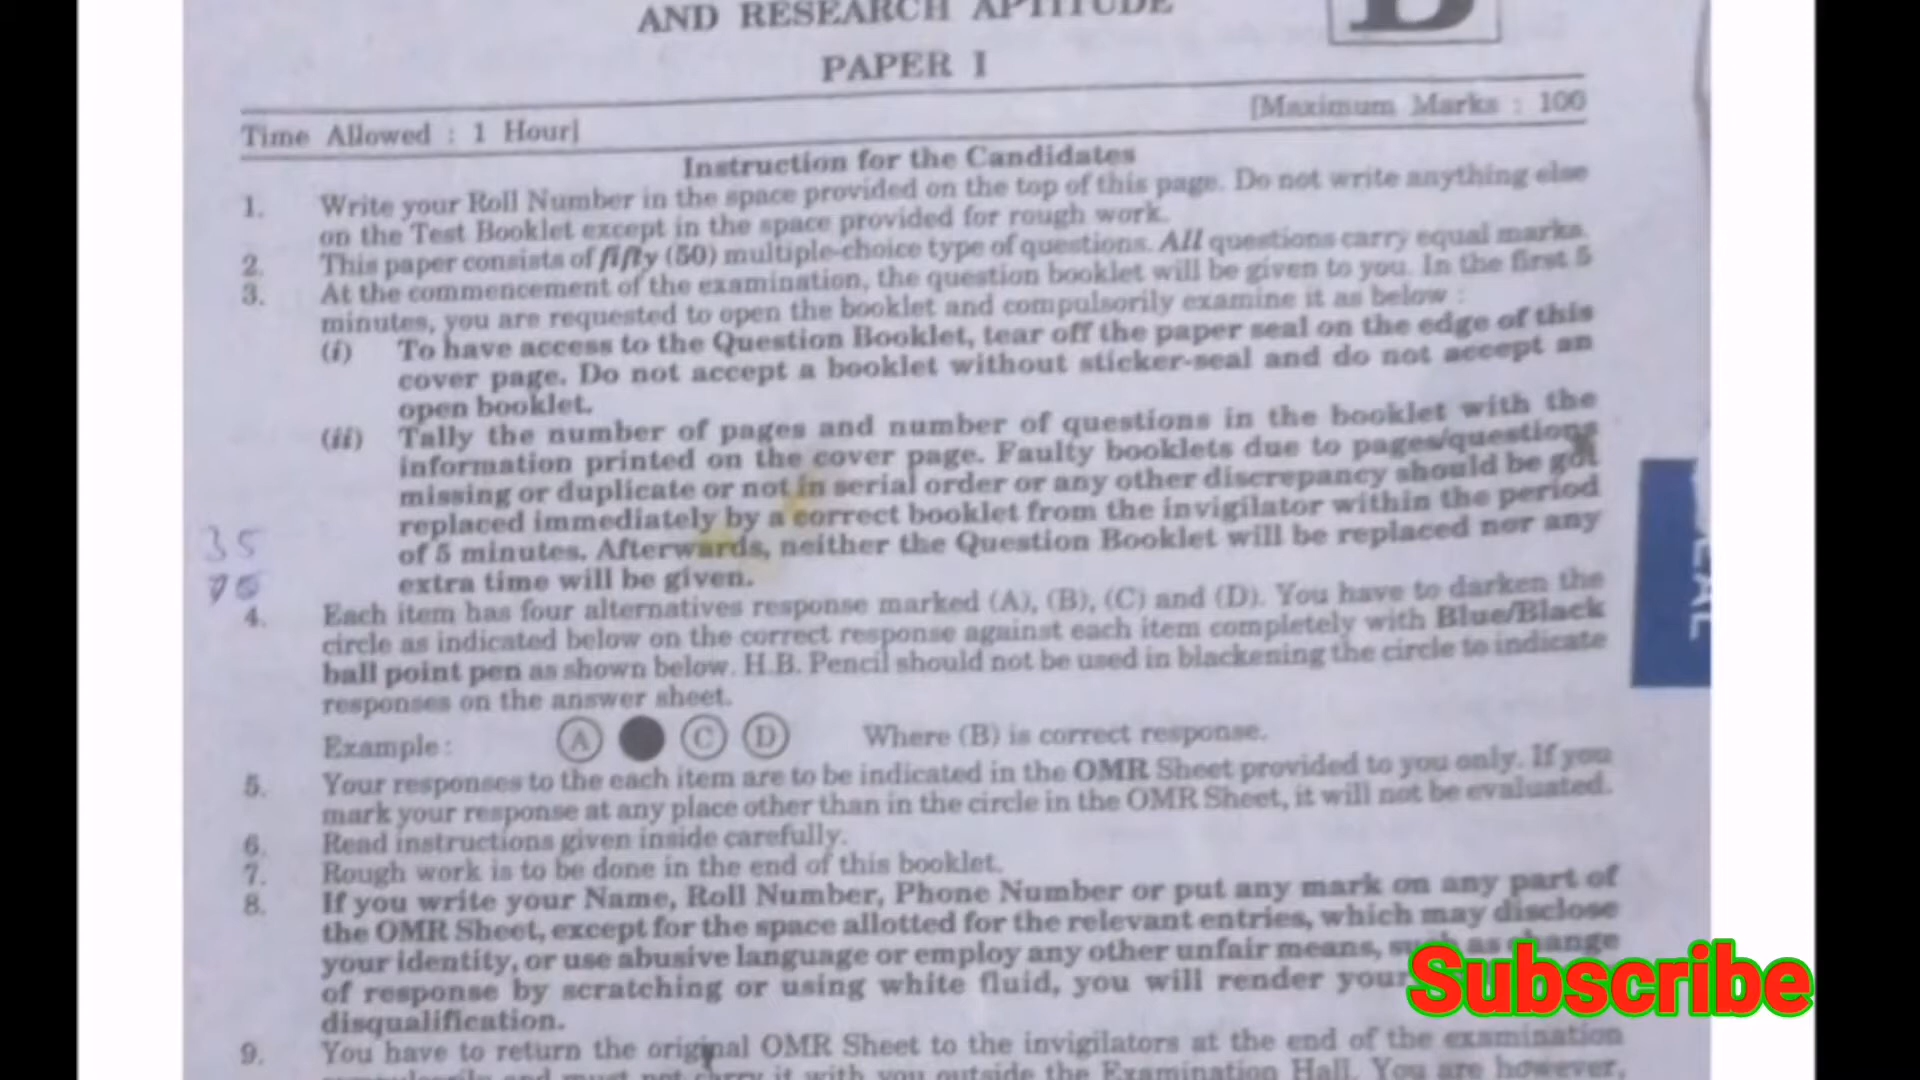 AND RESEARCH APTITUDE
B
PAPER I
Time Allowed : 1 Hour]
[Maximum Marks : 100
Instruction for the Candidates
1. Write your Roll Number in the space provided on the top of this page. Do not write anything else
on the Test Booklet except in the space provided for rough work.
2. This paper consists of fifty (50) multiple-choice type of questions. All questions carry equal marks.
3. At the commencement of the examination, the question booklet will be given to you. In the first 5
minutes, you are requested to open the booklet and compulsorily examine it as below :
(i) To have access to the Question Booklet, tear off the paper seal on the edge of this
cover page. Do not accept a booklet without sticker-seal and do not accept an
open booklet.
(ii) Tally the number of pages and number of questions in the booklet with the
information printed on the cover page. Faulty booklets due to pages/questions
missing or duplicate or not in serial order or any other discrepancy should be got
replaced immediately by a correct booklet from the invigilator within the period
of 5 minutes. Afterwards, neither the Question Booklet will be replaced nor any
extra time will be given.
35
4. Each item has four alternatives response marked (A), (B), (C) and (D). You have to darken the
circle as indicated below on the correct response against each item completely with Blue/Black
ball point pen as shown below. H.B. Pencil should not be used in blackening the circle to indicate
responses on the answer sheet.
Example : A C D Where (B) is correct response.
5. Your responses to the each item are to be indicated in the OMR Sheet provided to you only. If you
mark your response at any place other than in the circle in the OMR Sheet, it will not be evaluated.
6. Read instructions given inside carefully.
7. Rough work is to be done in the end of this booklet.
8. If you write your Name, Roll Number, Phone Number or put any mark on any part of
the OMR Sheet, except for the space allotted for the relevant entries, which may disclose
your identity, or use abusive language or employ any other unfair means, such as change
of response by scratching or using white fluid, you will render your
disqualification.
9. You have to return the original OMR Sheet to the invigilators at the end of the examination
compulsorily and must not carry it with you outside the Examination Hall. You are however,
SEAL
Subscribe